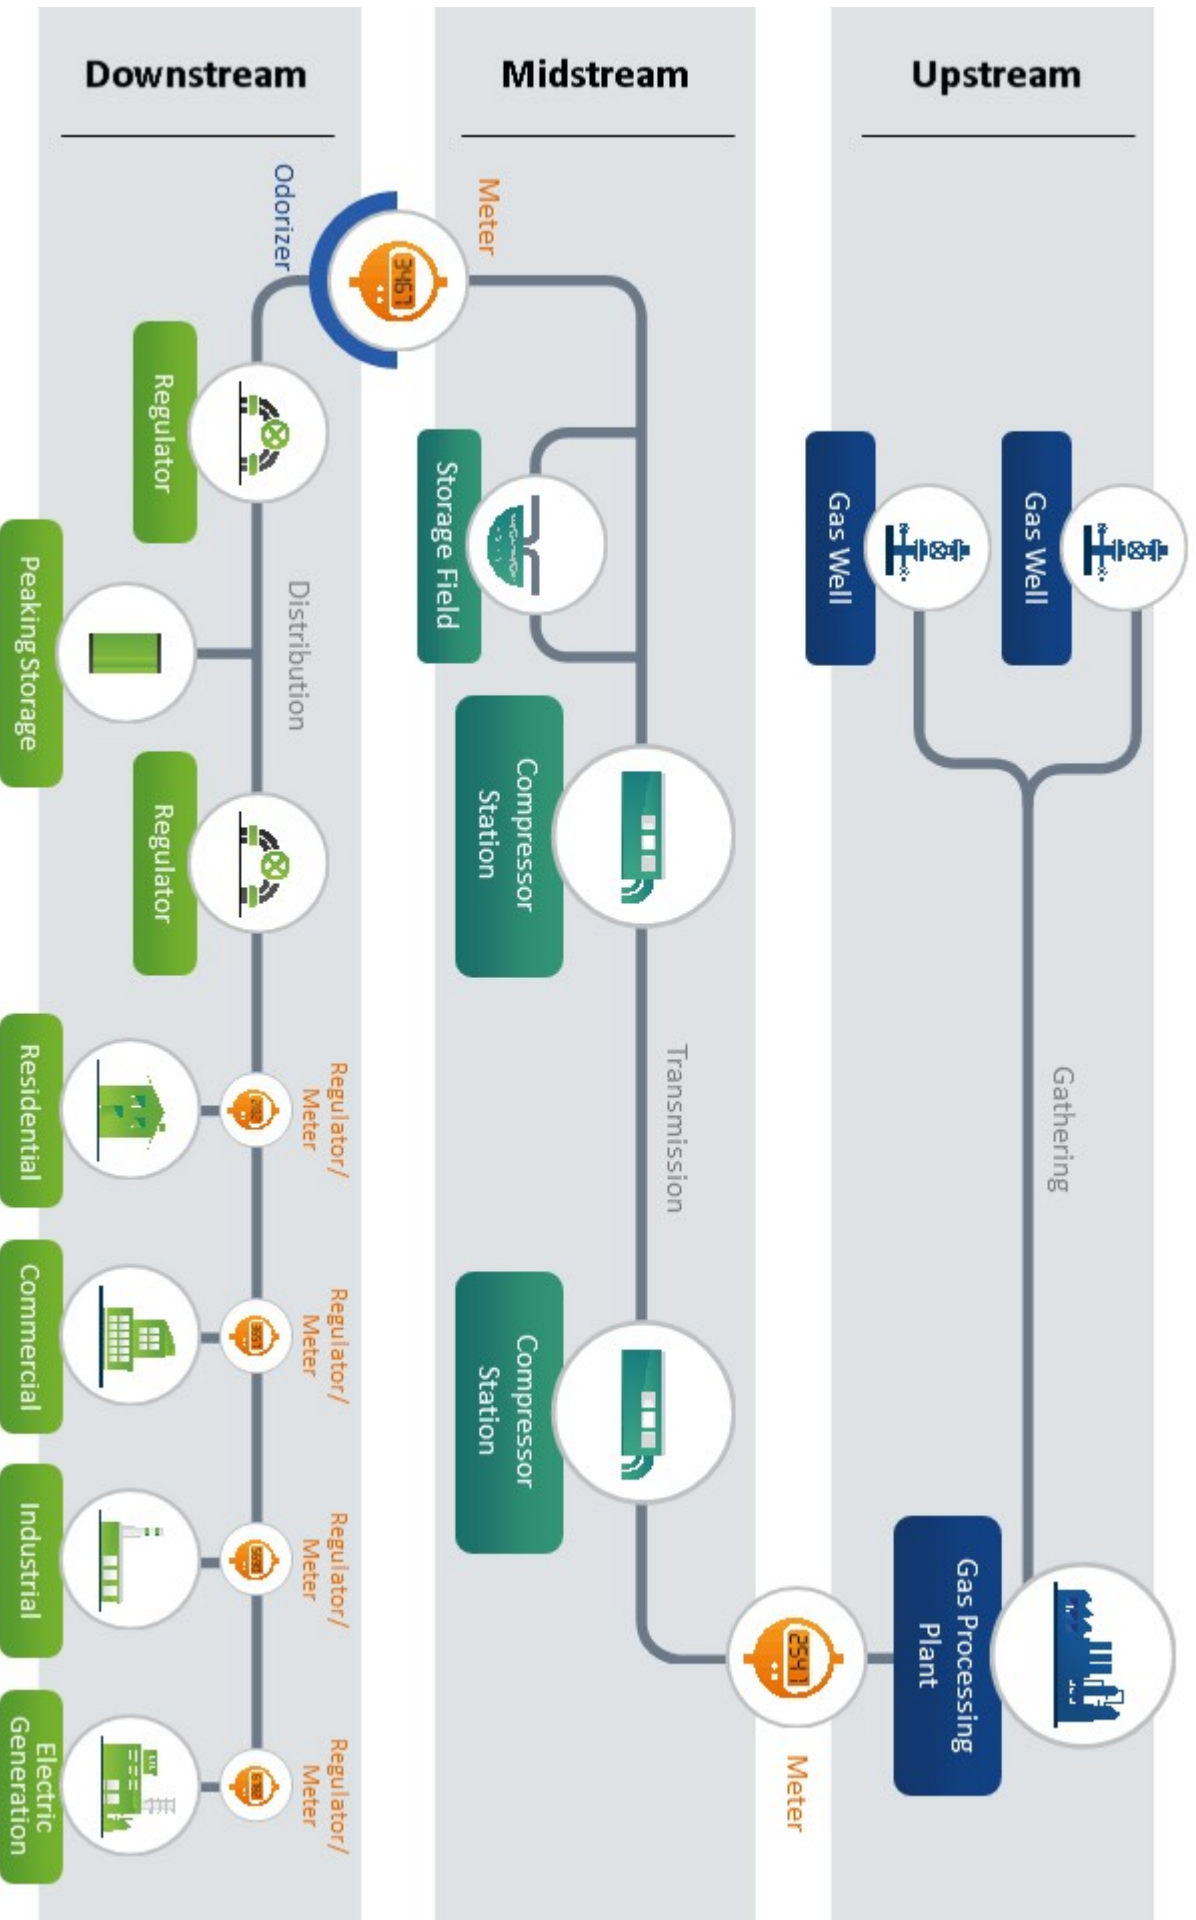 Upstream
Gas Well
Gas Well
Gathering
Gas Processing
Plant
Meter
Midstream
Meter
Storage Field
Compressor
Station
Transmission
Compressor
Station
3467
2541
Downstream
Odorizer
Regulator
Distribution
Peaking Storage
Regulator
Regulator/
Meter
Residential
Regulator/
Meter
Commercial
Regulator/
Meter
Industrial
Regulator/
Meter
Electric
Generation